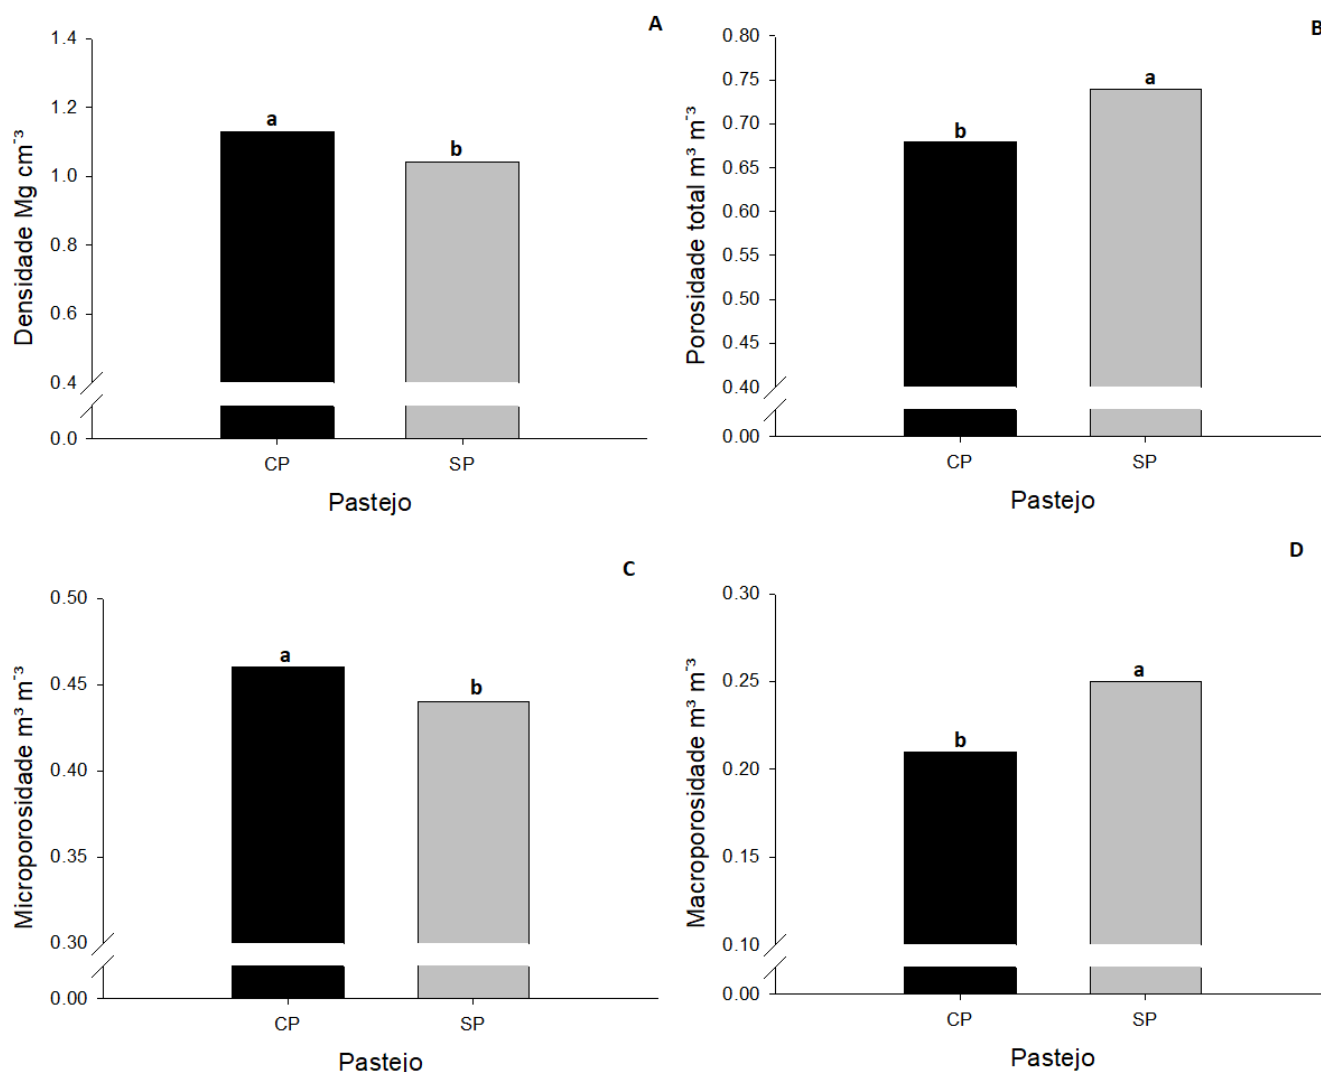 A
Densidade Mg cm⁻³
1.4
1.2
1.0
0.8
0.6
0.4
0.0
a
b
CP
SP
Pastejo
B
Porosidade total m³ m⁻³
0.80
0.75
0.70
0.65
0.60
0.55
0.50
0.45
0.40
0.00
b
a
CP
SP
Pastejo
C
Microporosidade m³ m⁻³
0.50
0.45
0.40
0.35
0.30
0.00
a
b
CP
SP
Pastejo
D
Macroporosidade m³ m⁻³
0.30
0.25
0.20
0.15
0.10
0.00
b
a
CP
SP
Pastejo